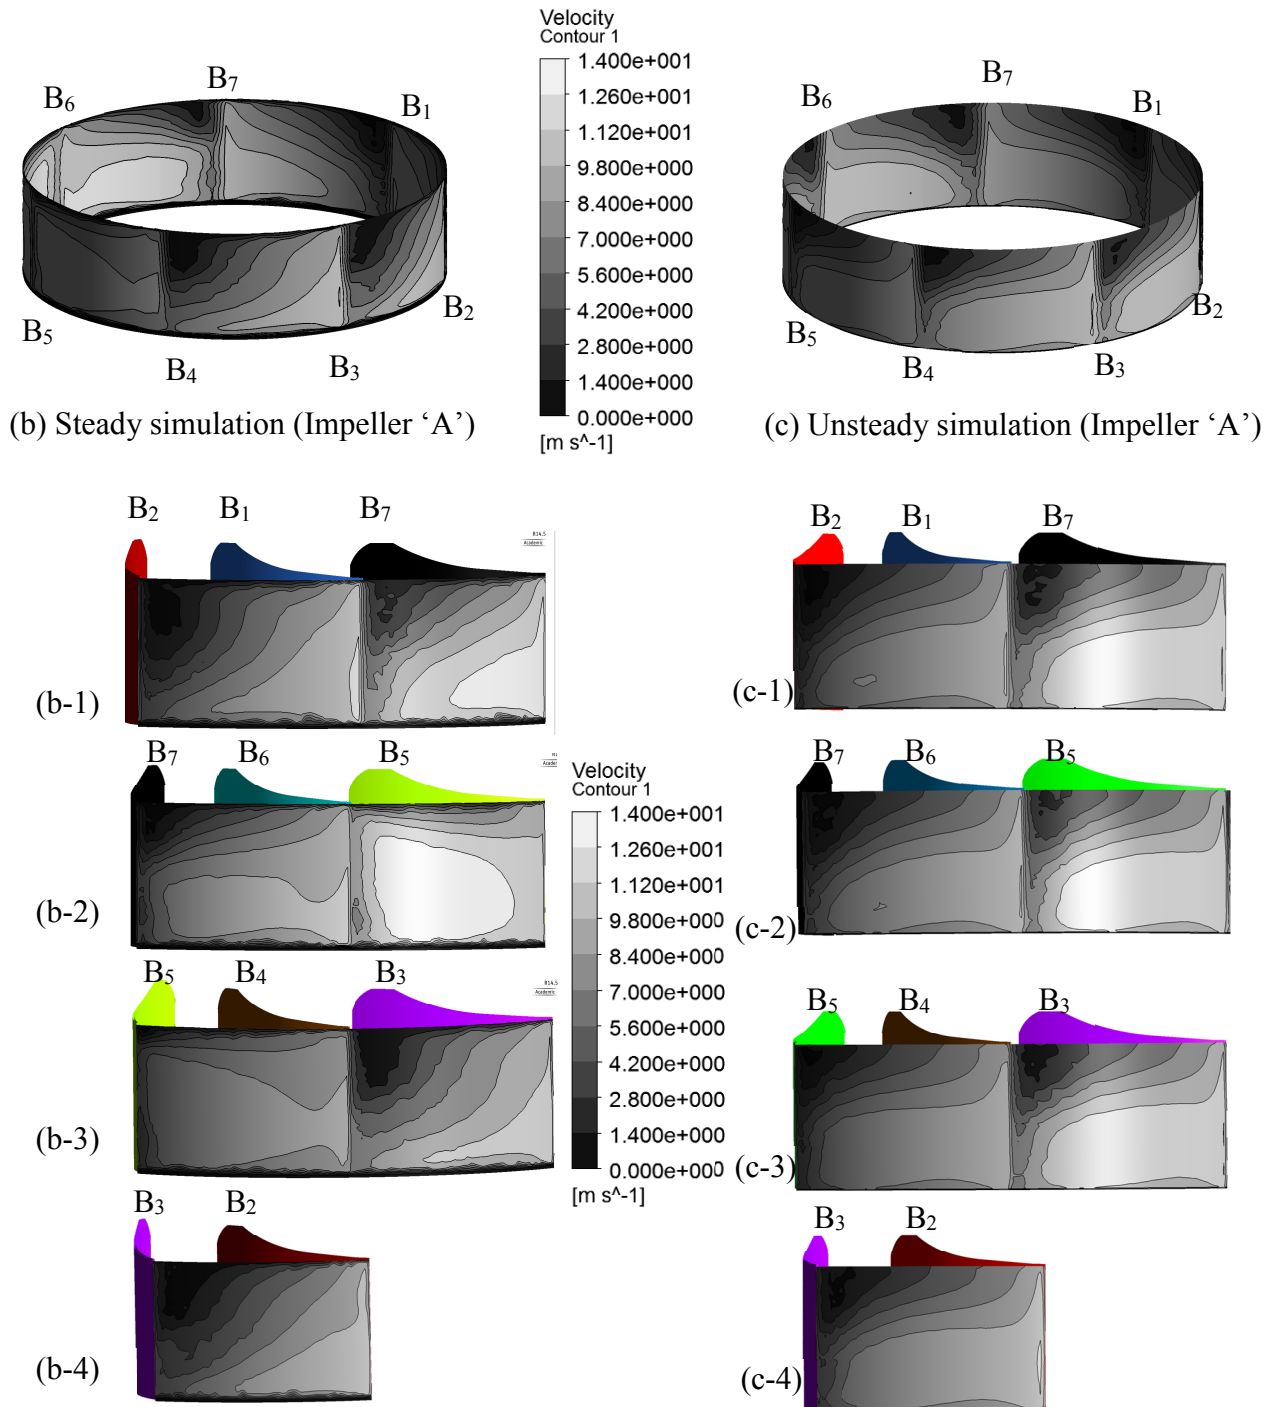 Velocity
Contour 1
1.400e+001
1.260e+001
1.120e+001
9.800e+000
8.400e+000
7.000e+000
5.600e+000
4.200e+000
2.800e+000
1.400e+000
0.000e+000
[m s^-1]
B6
B7
B1
B5
B4
B3
B2
B6
B7
B1
B5
B4
B3
B2
(b) Steady simulation (Impeller ‘A’)
(c) Unsteady simulation (Impeller ‘A’)
B2 B1 B7
R14.5
Academic
(b-1)
B2 B1 B7
(c-1)
B7 B6 B5
(b-2)
B7 B6 B5
(c-2)
Velocity
Contour 1
1.400e+001
1.260e+001
1.120e+001
9.800e+000
8.400e+000
7.000e+000
5.600e+000
4.200e+000
2.800e+000
1.400e+000
0.000e+000
[m s^-1]
B5 B4 B3
R14.5
Academic
(b-3)
B5 B4 B3
(c-3)
B3 B2
(b-4)
B3 B2
(c-4)